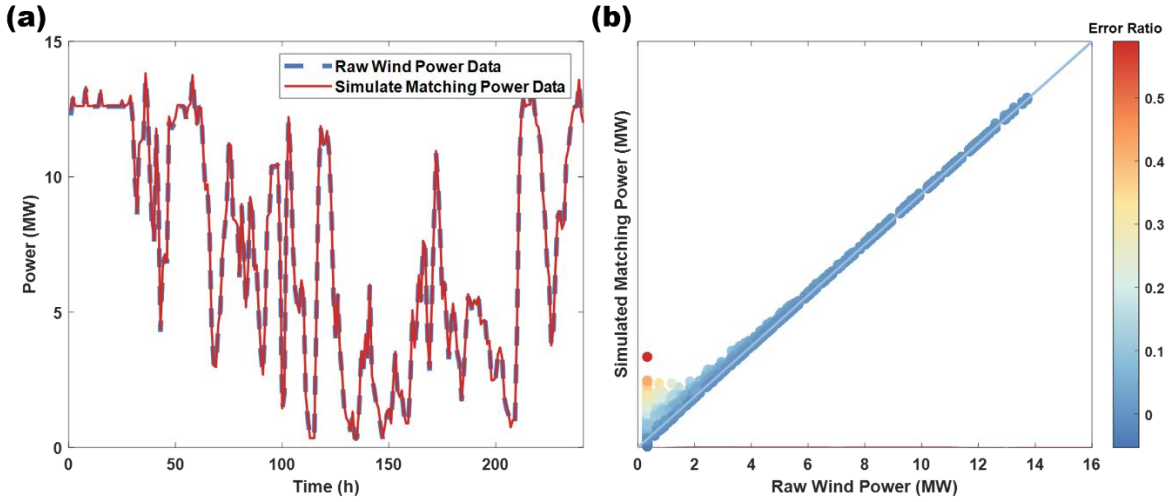 (a)
15
10
5
0
0
50
100
150
200
Power (MW)
Time (h)
Raw Wind Power Data
Simulate Matching Power Data
(b)
Simulated Matching Power (MW)
0
2
4
6
8
10
12
14
16
Raw Wind Power (MW)
Error Ratio
0.5
0.4
0.3
0.2
0.1
0